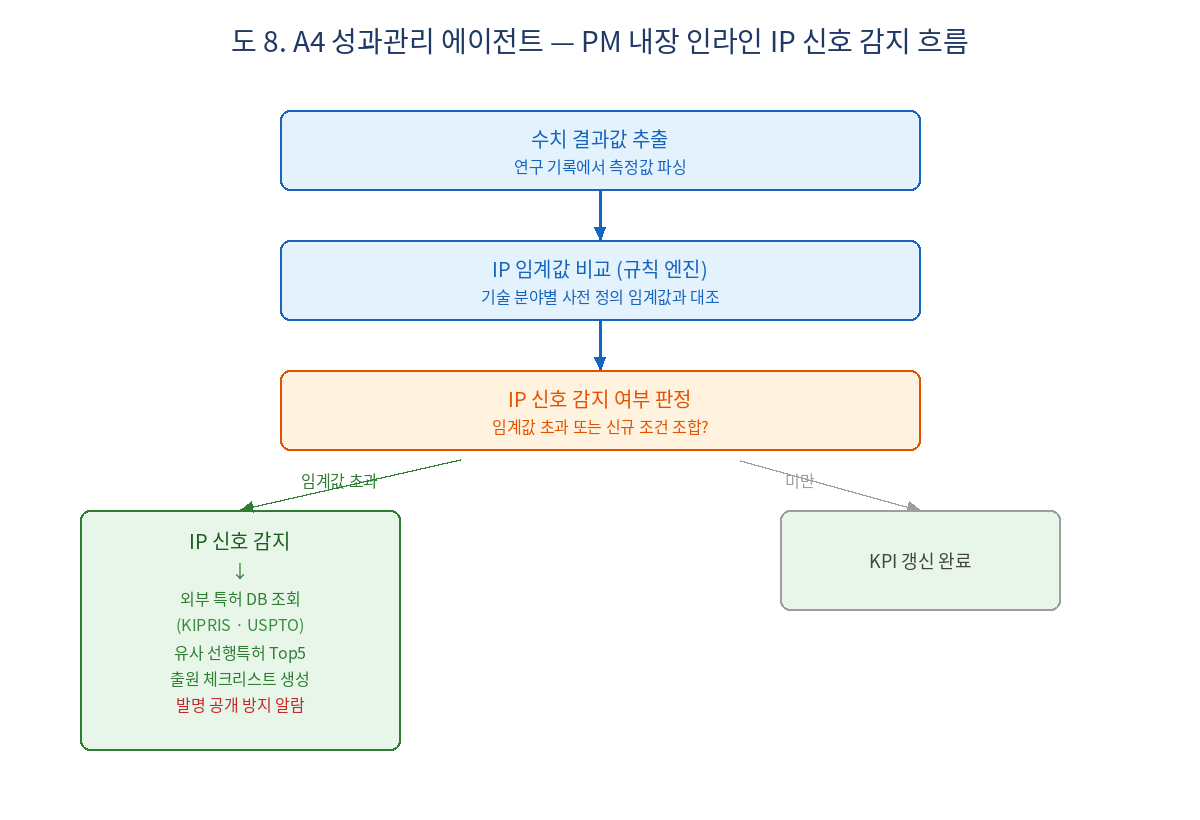 도 8. A4 성과관리 에이전트 — PM 내장 인라인 IP 신호 감지 흐름
수치 결과값 추출
연구 기록에서 측정값 파싱
IP 임계값 비교 (규칙 엔진)
기술 분야별 사전 정의 임계값과 대조
IP 신호 감지 여부 판정
임계값 초과 또는 신규 조건 조합?
임계값 초과
미만
IP 신호 감지
↓
외부 특허 DB 조회
(KIPRIS · USPTO)
유사 선행특허 Top5
출원 체크리스트 생성
발명 공개 방지 알람
KPI 갱신 완료